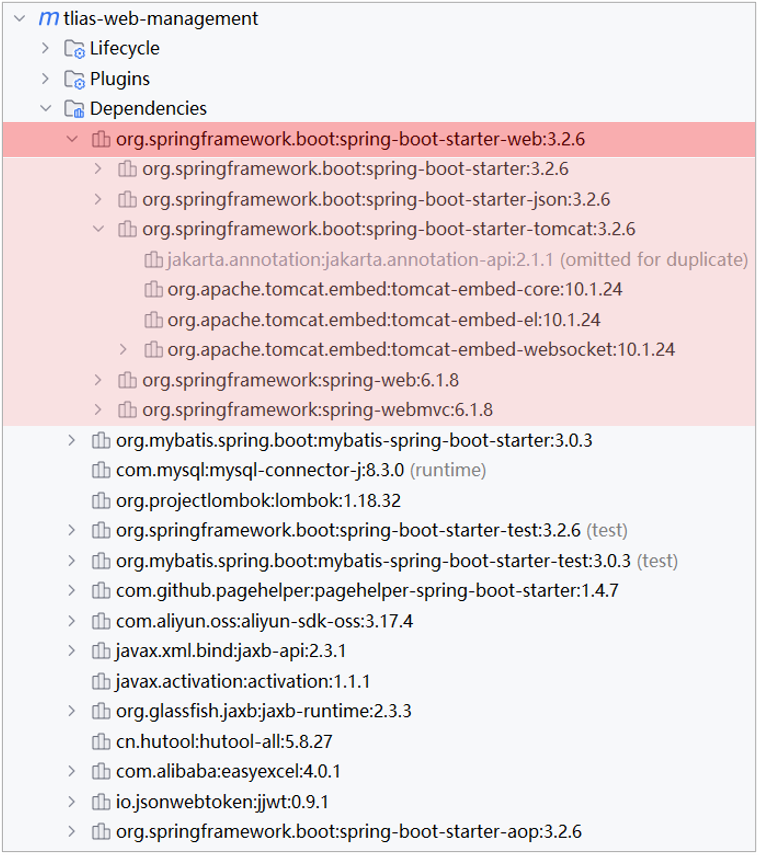 tlias-web-management
Lifecycle
Plugins
Dependencies
org.springframework.boot:spring-boot-starter-web:3.2.6
org.springframework.boot:spring-boot-starter:3.2.6
org.springframework.boot:spring-boot-starter-json:3.2.6
org.springframework.boot:spring-boot-starter-tomcat:3.2.6
jakarta.annotation:jakarta.annotation-api:2.1.1 (omitted for duplicate)
org.apache.tomcat.embed:tomcat-embed-core:10.1.24
org.apache.tomcat.embed:tomcat-embed-el:10.1.24
org.apache.tomcat.embed:tomcat-embed-websocket:10.1.24
org.springframework:spring-web:6.1.8
org.springframework:spring-webmvc:6.1.8
org.mybatis.spring.boot:mybatis-spring-boot-starter:3.0.3
com.mysql:mysql-connector-j:8.3.0 (runtime)
org.projectlombok:lombok:1.18.32
org.springframework.boot:spring-boot-starter-test:3.2.6 (test)
org.mybatis.spring.boot:mybatis-spring-boot-starter-test:3.0.3 (test)
com.github.pagehelper:pagehelper-spring-boot-starter:1.4.7
com.aliyun.oss:aliyun-sdk-oss:3.17.4
javax.xml.bind:jaxb-api:2.3.1
javax.activation:activation:1.1.1
org.glassfish.jaxb:jaxb-runtime:2.3.3
cn.hutool:hutool-all:5.8.27
com.alibaba:easyexcel:4.0.1
io.jsonwebtoken:jjwt:0.9.1
org.springframework.boot:spring-boot-starter-aop:3.2.6